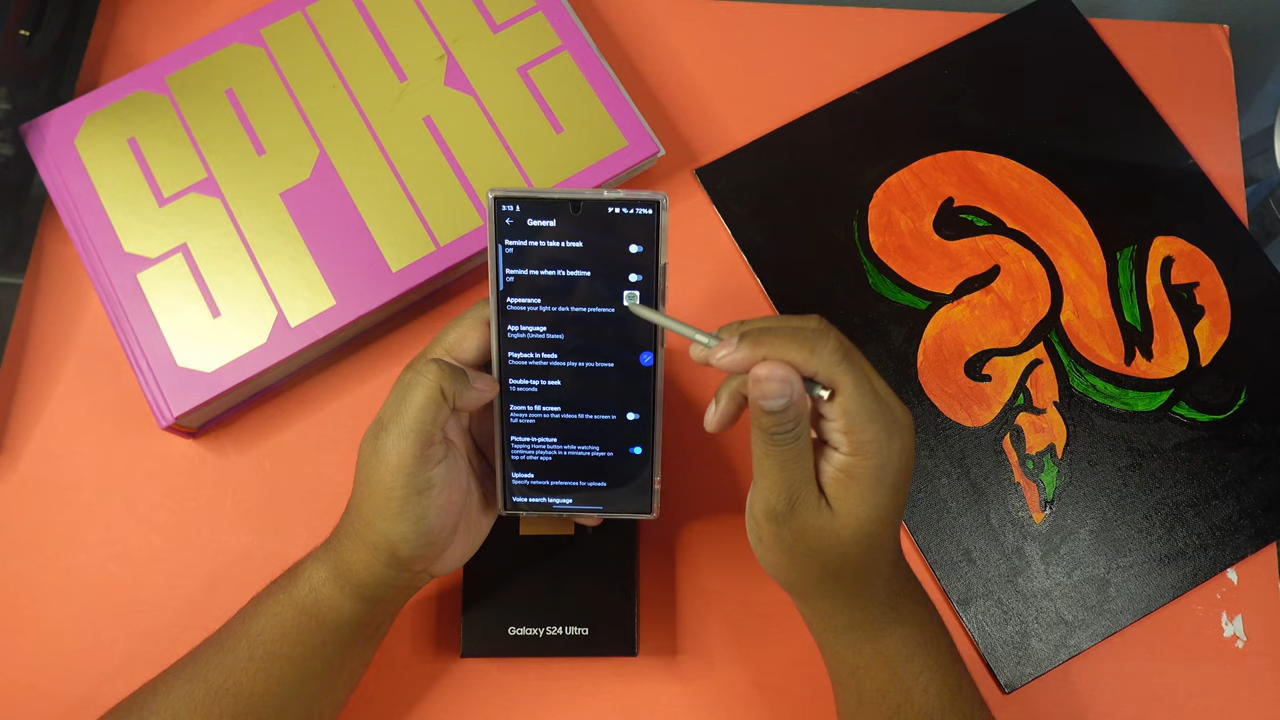 SPIKE
3:13
72%
General
Remind me to take a break
Off
Remind me when it's bedtime
Off
Appearance
Choose your light or dark theme preference
App language
English (United States)
Playback in feeds
Choose whether videos play as you browse
Double-tap to seek
10 seconds
Zoom to fill screen
Always zoom so that videos fill the screen in
full screen
Picture-in-picture
Tapping Home button while watching
continues playback in a miniature player on
top of other apps
Uploads
Specify network preferences for uploads
Voice search language
Galaxy S24 Ultra